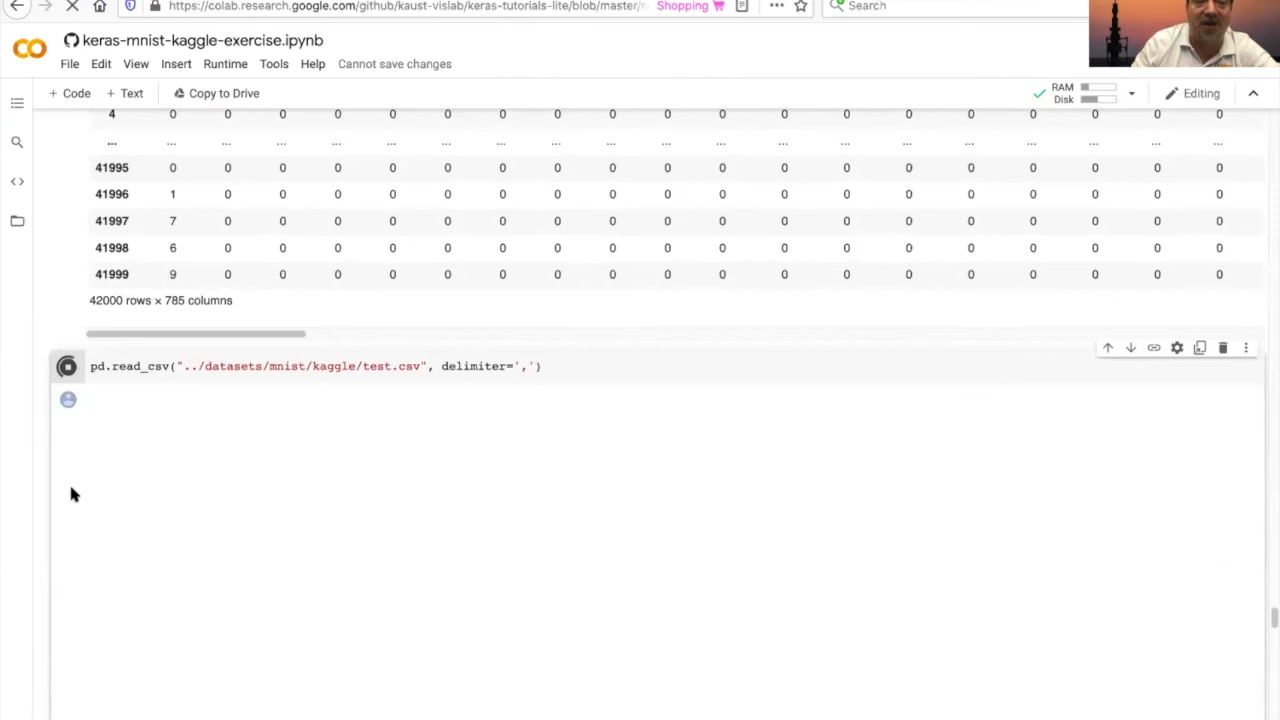 https://colab.research.google.com/github/kaust-vislab/keras-tutorials-lite/blob/master/ Shopping ••• Search
keras-mnist-kaggle-exercise.ipynb
File Edit View Insert Runtime Tools Help Cannot save changes
+ Code + Text Copy to Drive RAM Disk Editing
4 0 0 0 0 0 0 0 0 0 0 0 0 0 0 0 0 0 0 0
... ... ... ... ... ... ... ... ... ... ... ... ... ... ... ... ... ... ... ...
41995 0 0 0 0 0 0 0 0 0 0 0 0 0 0 0 0 0 0 0
41996 1 0 0 0 0 0 0 0 0 0 0 0 0 0 0 0 0 0 0
41997 7 0 0 0 0 0 0 0 0 0 0 0 0 0 0 0 0 0 0
41998 6 0 0 0 0 0 0 0 0 0 0 0 0 0 0 0 0 0 0
41999 9 0 0 0 0 0 0 0 0 0 0 0 0 0 0 0 0 0 0
42000 rows × 785 columns
pd.read_csv("../datasets/mnist/kaggle/test.csv", delimiter=',')